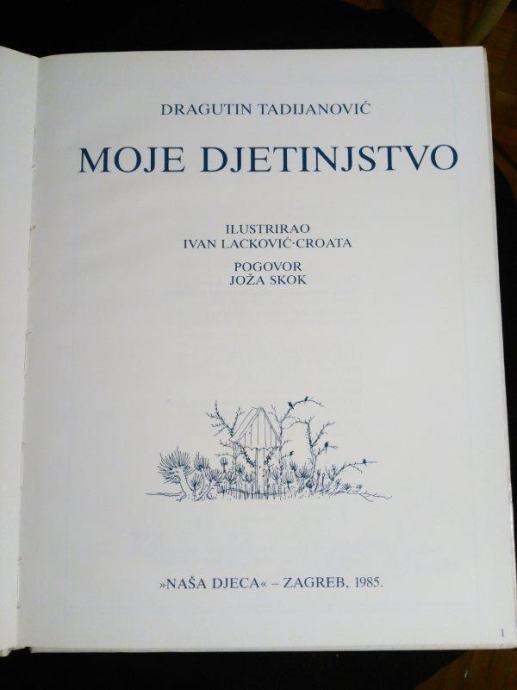 DRAGUTIN TADIJANOVIĆ
MOJE DJETINJSTVO
ILUSTRIRAO
IVAN LACKOVIĆ-CROATA
POGOVOR
JOŽA SKOK
»NAŠA DJECA« – ZAGREB, 1985.
1